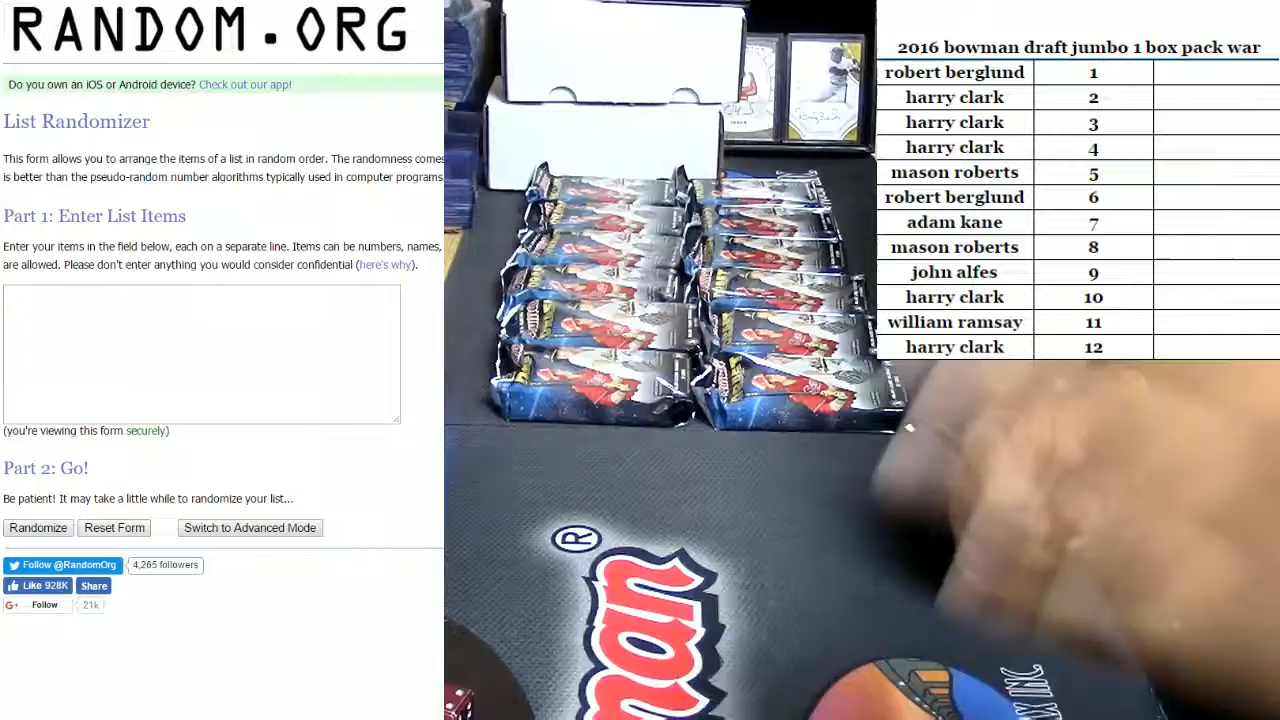 RANDOM.ORG
Do you own an iOS or Android device? Check out our app!
List Randomizer
This form allows you to arrange the items of a list in random order. The randomness comes
is better than the pseudo-random number algorithms typically used in computer programs
Part 1: Enter List Items
Enter your items in the field below, each on a separate line. Items can be numbers, names,
are allowed. Please don't enter anything you would consider confidential (here's why).
(you're viewing this form securely)
Part 2: Go!
Be patient! It may take a little while to randomize your list...
Randomize Reset Form Switch to Advanced Mode
Follow @RandomOrg 4,265 followers
Like 928K Share
G+ Follow 21k
2016 bowman draft jumbo 1 box pack war
robert berglund 1
harry clark 2
harry clark 3
harry clark 4
mason roberts 5
robert berglund 6
adam kane 7
mason roberts 8
john alfes 9
harry clark 10
william ramsay 11
harry clark 12
®
INC